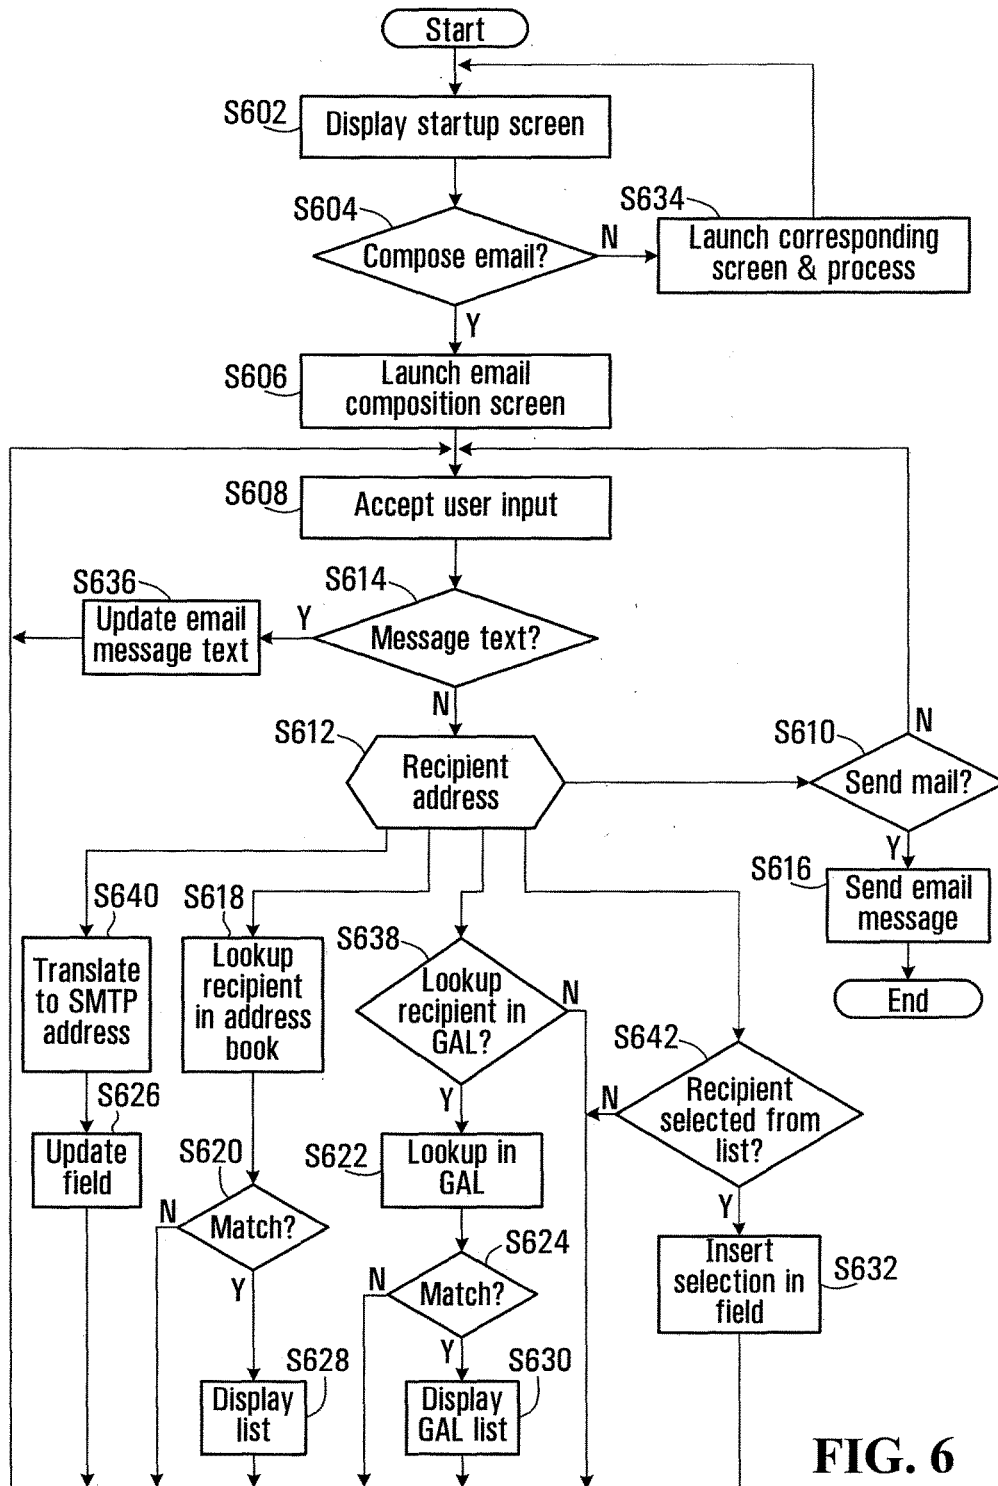 Start
S602
Display startup screen
S604
Compose email?
N
S634
Launch corresponding
screen & process
Y
S606
Launch email
composition screen
S608
Accept user input
S636
Update email
message text
Y
S614
Message text?
N
S612
Recipient
address
S610
Send mail?
N
Y
S616
Send email
message
End
S640
Translate
to SMTP
address
S626
Update
field
S618
Lookup
recipient
in address
book
S620
Match?
N
Y
S628
Display
list
S638
Lookup
recipient in
GAL?
N
Y
S622
Lookup in
GAL
S624
Match?
N
Y
S630
Display
GAL list
S642
Recipient
selected from
list?
N
Y
S632
Insert
selection in
field
FIG. 6